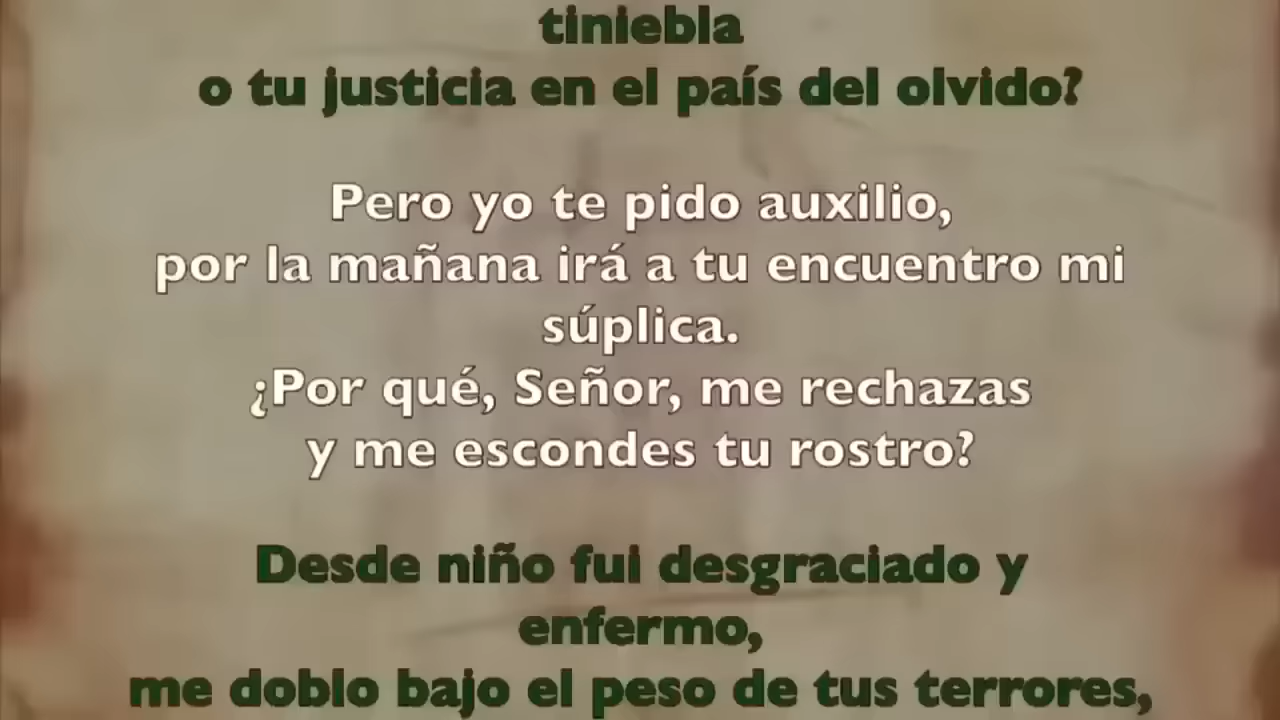 tiniebla
o tu justicia en el país del olvido?
Pero yo te pido auxilio,
por la mañana irá a tu encuentro mi
súplica.
¿Por qué, Señor, me rechazas
y me escondes tu rostro?
Desde niño fui desgraciado y
enfermo,
me doblo bajo el peso de tus terrores,